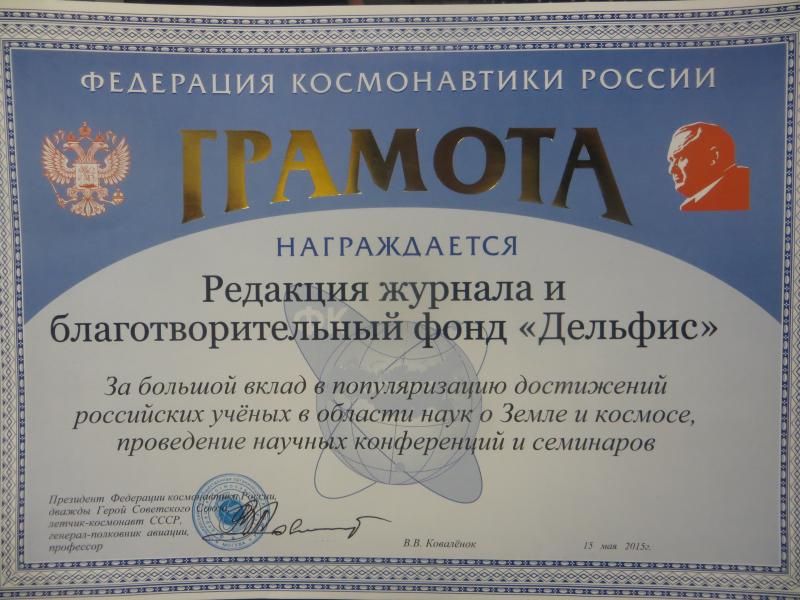 ФЕДЕРАЦИЯ КОСМОНАВТИКИ РОССИИ
ГРАМОТА
НАГРАЖДАЕТСЯ
Редакция журнала и
благотворительный фонд «Дельфис»
ФК
За большой вклад в популяризацию достижений
российских учёных в области наук о Земле и космосе,
проведение научных конференций и семинаров
Президент Федерации космонавтики России,
дважды Герой Советского Союза,
летчик-космонавт СССР,
генерал-полковник авиации,
профессор
В.В. Ковалёнок
15 мая 2015г.